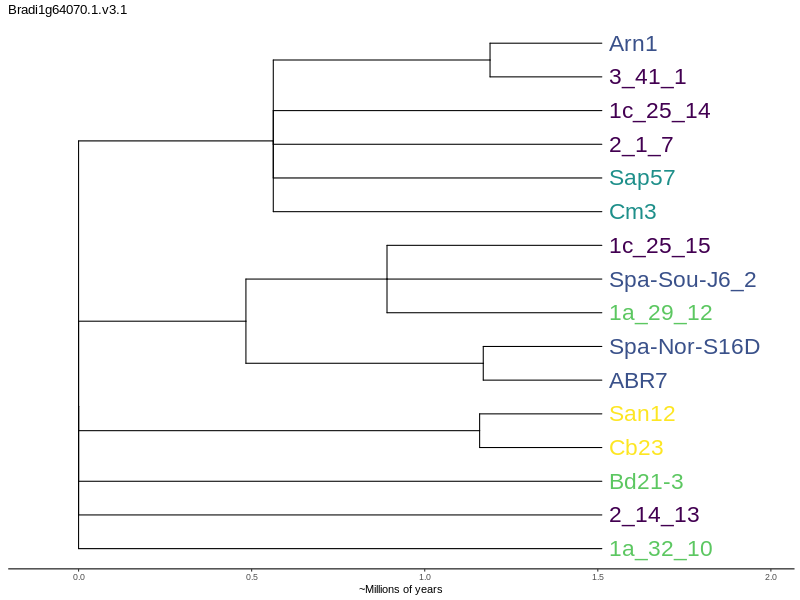 Bradi1g64070.1.v3.1
Arn1
3_41_1
1c_25_14
2_1_7
Sap57
Cm3
1c_25_15
Spa-Sou-J6_2
1a_29_12
Spa-Nor-S16D
ABR7
San12
Cb23
Bd21-3
2_14_13
1a_32_10
0.0 0.5 1.0 1.5 2.0
~Millions of years